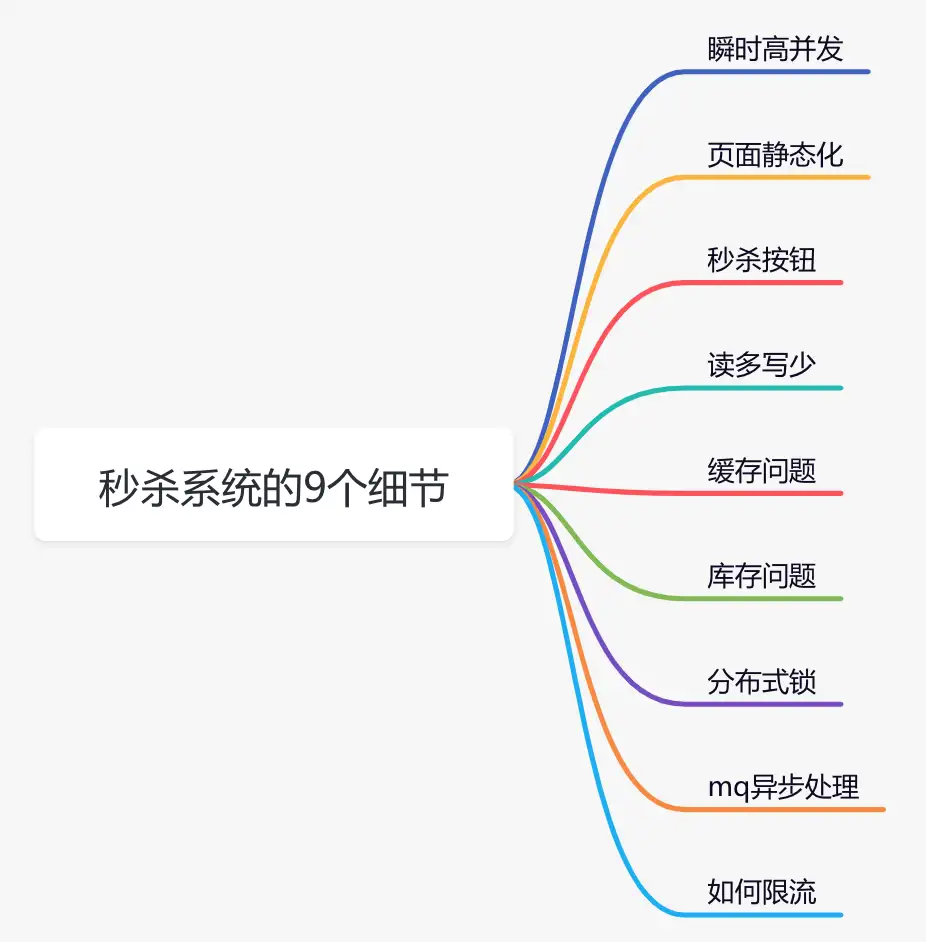 秒杀系统的9个细节
瞬时高并发
页面静态化
秒杀按钮
读多写少
缓存问题
库存问题
分布式锁
mq异步处理
如何限流